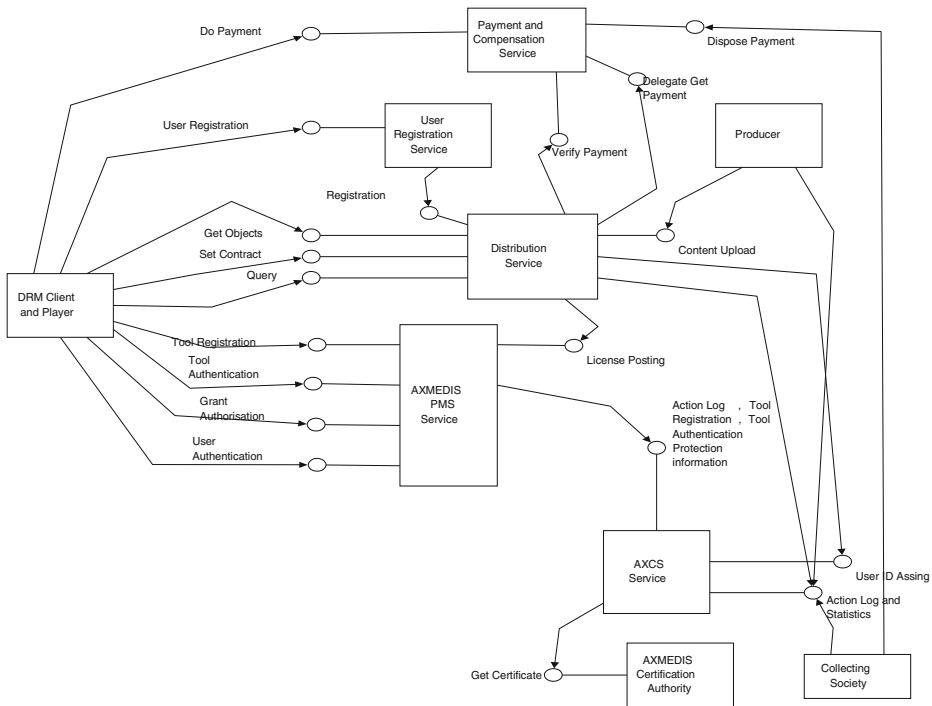 Do Payment
Payment and
Compensation
Service
Dispose Payment
Delegate Get
Payment
User Registration
User
Registration
Service
Verify Payment
Producer
Registration
Get Objects
Set Contract
Query
Distribution
Service
Content Upload
DRM Client
and Player
Tool Registration
Tool
Authentication
Grant
Authorisation
User
Authentication
AXMEDIS
PMS
Service
License Posting
Action Log , Tool
Registration , Tool
Authentication
Protection
information
AXCS
Service
User ID Assing
Action Log and
Statistics
Get Certificate
AXMEDIS
Certification
Authority
Collecting
Society